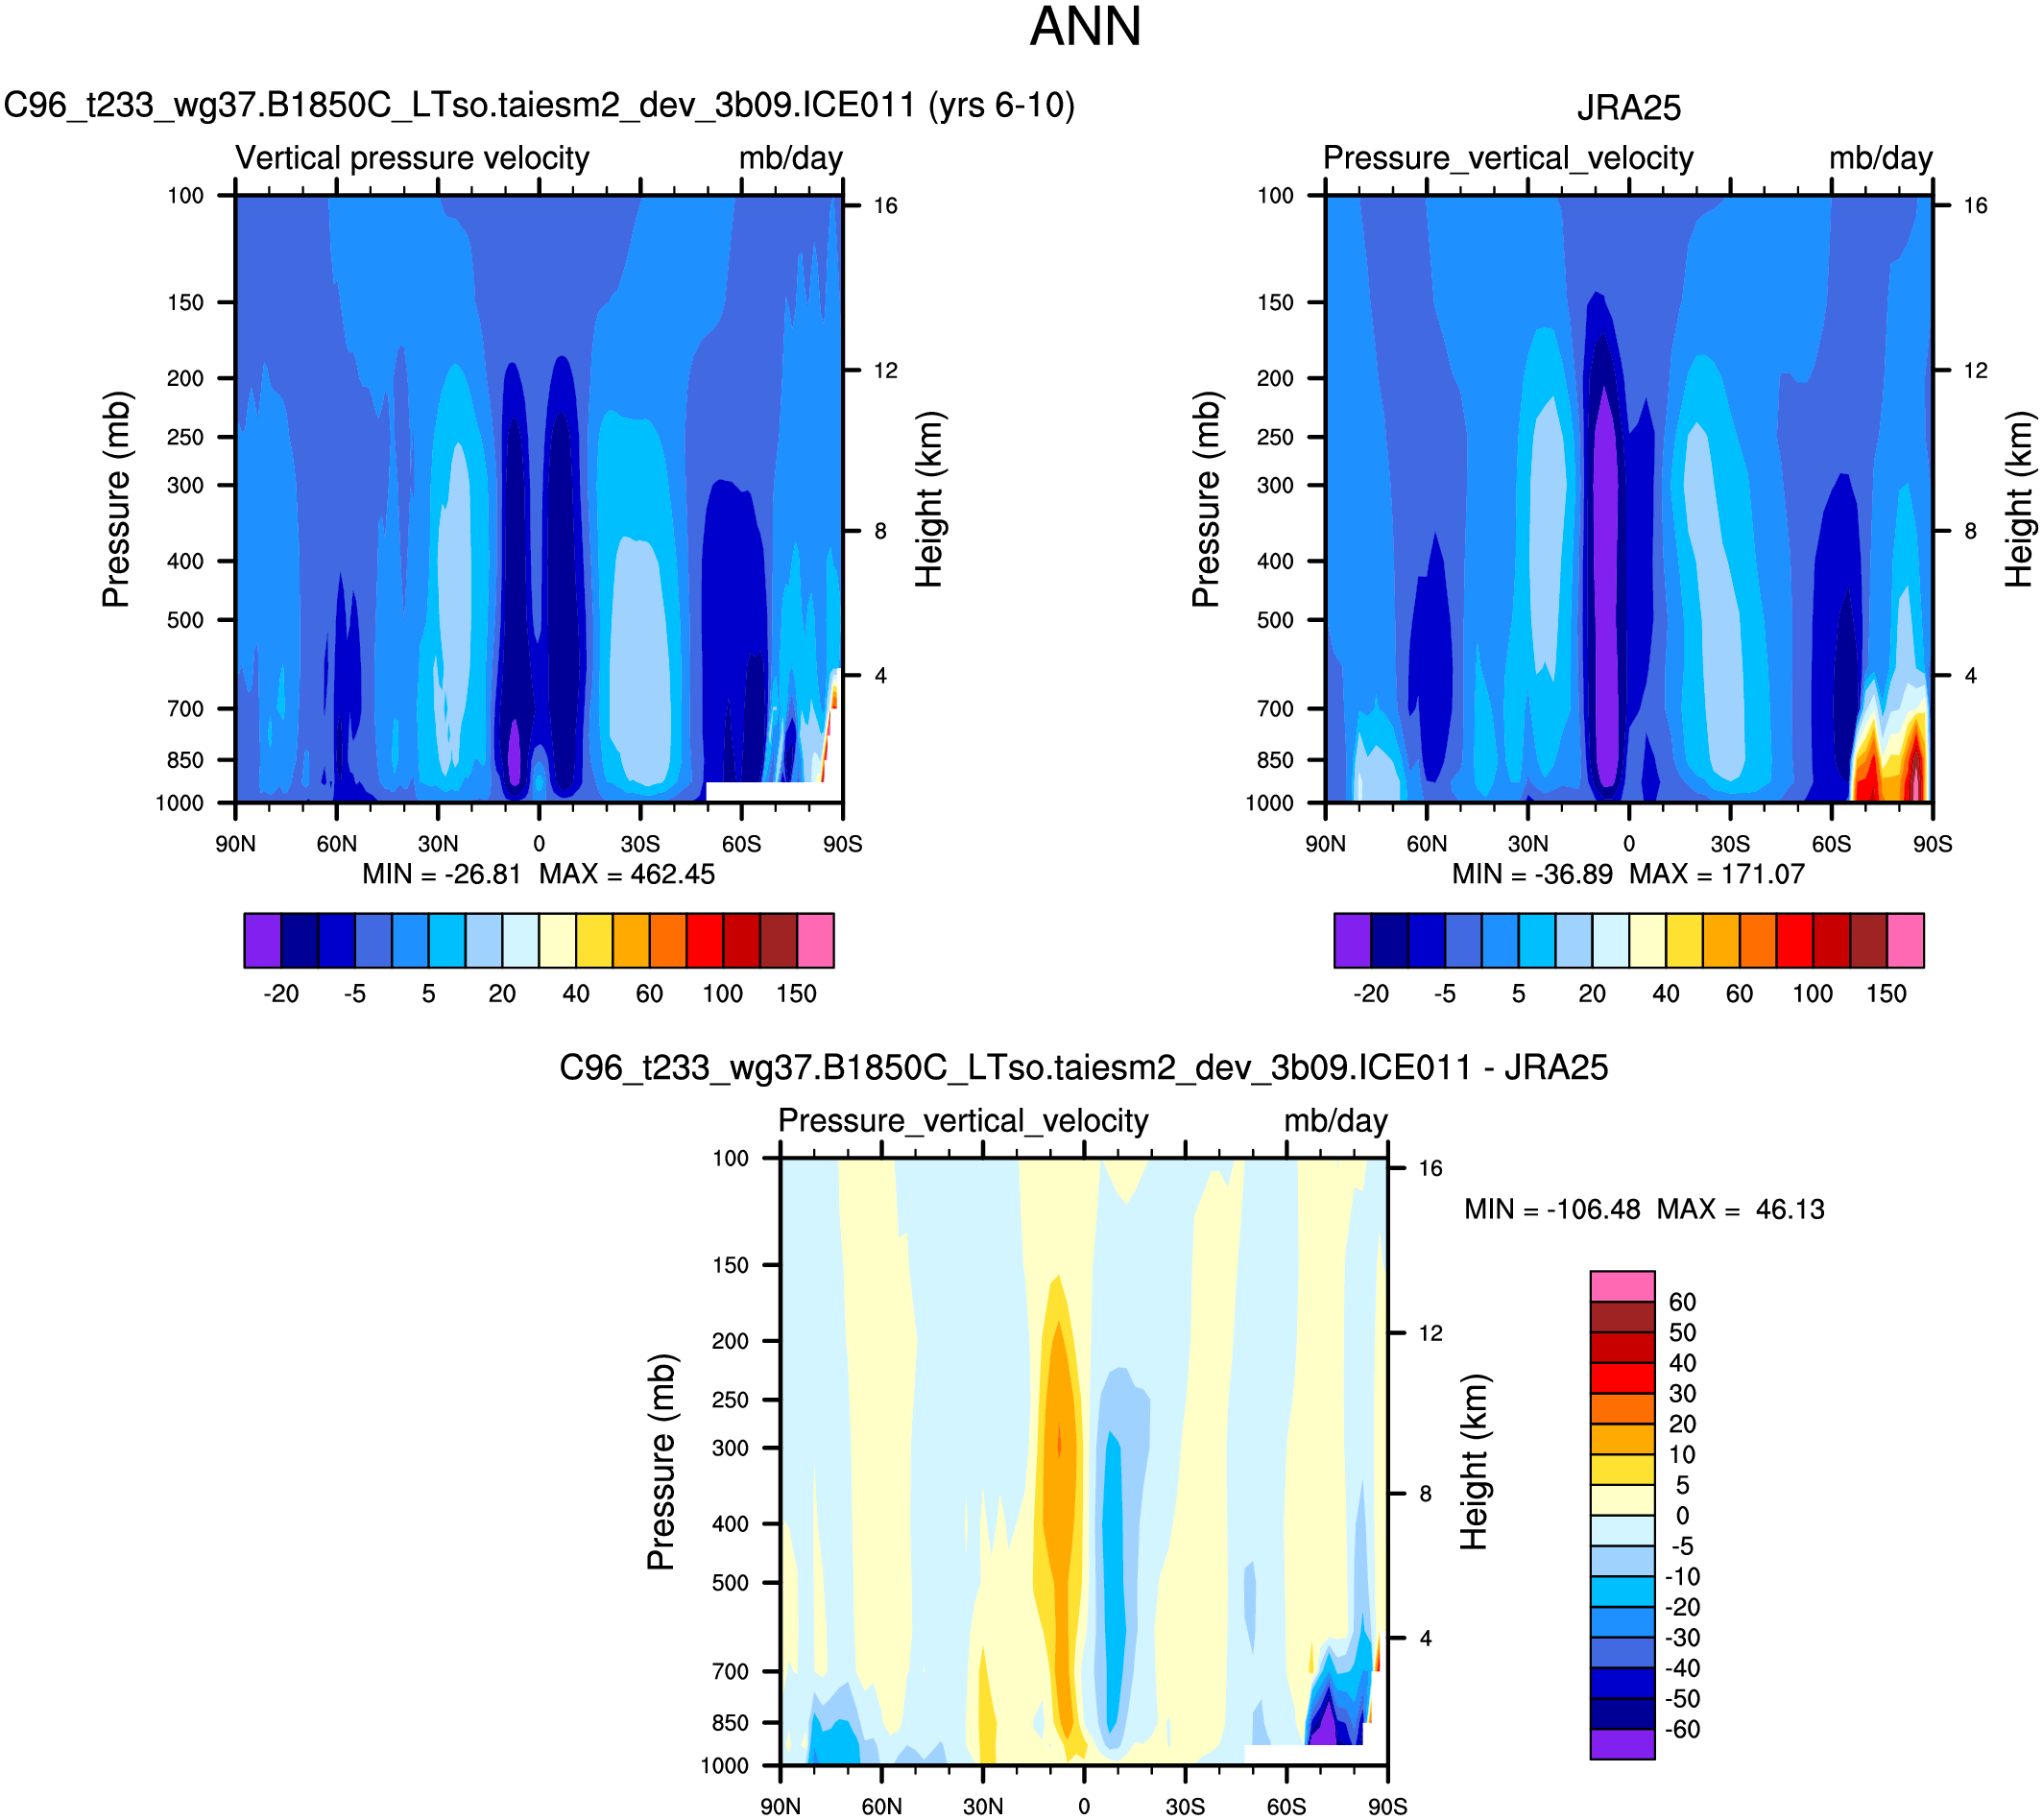 ANN
C96_t233_wg37.B1850C_LTso.taiesm2_dev_3b09.ICE011 (yrs 6-10)
JRA25
Vertical pressure velocity mb/day
Pressure_vertical_velocity mb/day
Pressure (mb)
100
150
200
250
300
400
500
700
850
1000
16
12
8
4
Height (km)
90N 60N 30N 0 30S 60S 90S
MIN = -26.81 MAX = 462.45
-20 -5 5 20 40 60 100 150
Pressure (mb)
100
150
200
250
300
400
500
700
850
1000
16
12
8
4
Height (km)
90N 60N 30N 0 30S 60S 90S
MIN = -36.89 MAX = 171.07
-20 -5 5 20 40 60 100 150
C96_t233_wg37.B1850C_LTso.taiesm2_dev_3b09.ICE011 - JRA25
Pressure_vertical_velocity mb/day
Pressure (mb)
100
150
200
250
300
400
500
700
850
1000
16
12
8
4
Height (km)
90N 60N 30N 0 30S 60S 90S
MIN = -106.48 MAX = 46.13
60
50
40
30
20
10
5
0
-5
-10
-20
-30
-40
-50
-60